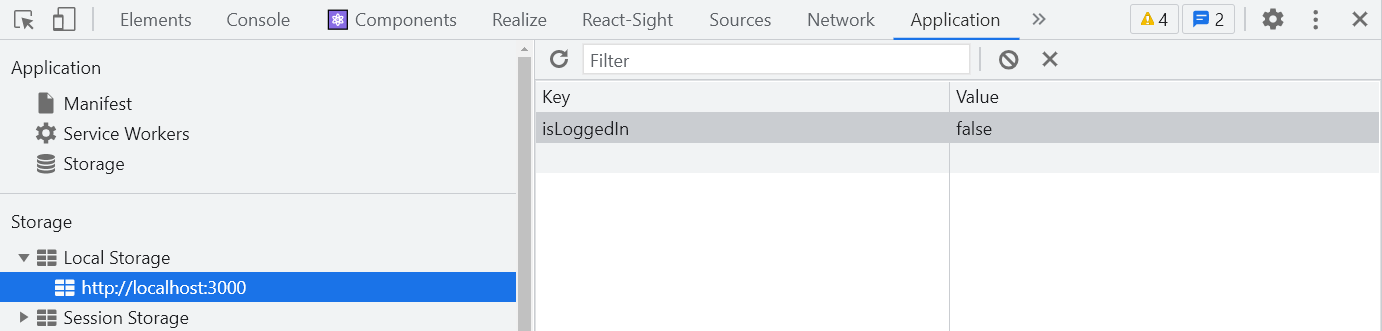 Elements Console Components Realize React-Sight Sources Network Application » 4 2
Application
Manifest
Service Workers
Storage
Storage
Local Storage
http://localhost:3000
Session Storage
Filter
Key Value
isLoggedIn false